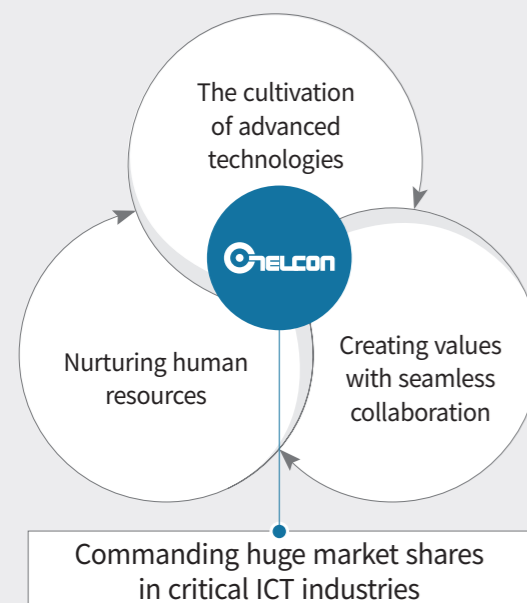 The cultivation
of advanced
technologies
ONELCON
Nurturing human
resources
Creating values
with seamless
collaboration
Commanding huge market shares
in critical ICT industries